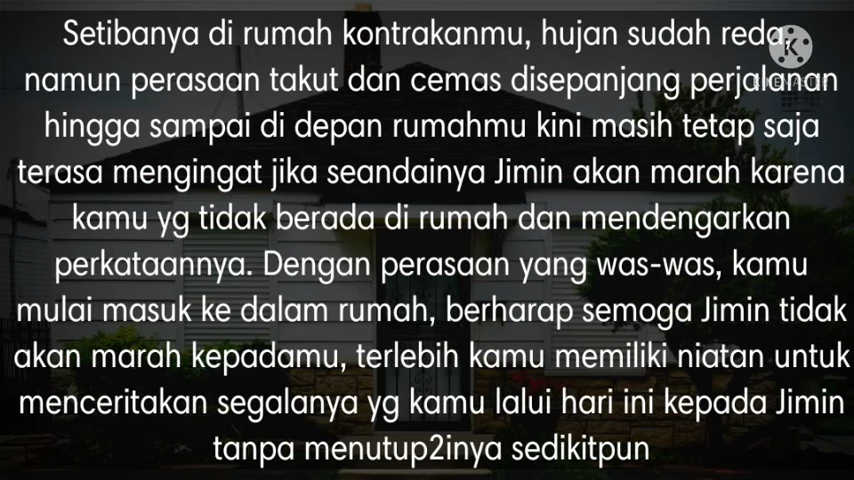 Setibanya di rumah kontrakanmu, hujan sudah reda,
namun perasaan takut dan cemas disepanjang perjalanan
hingga sampai di depan rumahmu kini masih tetap saja
terasa mengingat jika seandainya Jimin akan marah karena
kamu yg tidak berada di rumah dan mendengarkan
perkataannya. Dengan perasaan yang was-was, kamu
mulai masuk ke dalam rumah, berharap semoga Jimin tidak
akan marah kepadamu, terlebih kamu memiliki niatan untuk
menceritakan segalanya yg kamu lalui hari ini kepada Jimin
tanpa menutup2inya sedikitpun